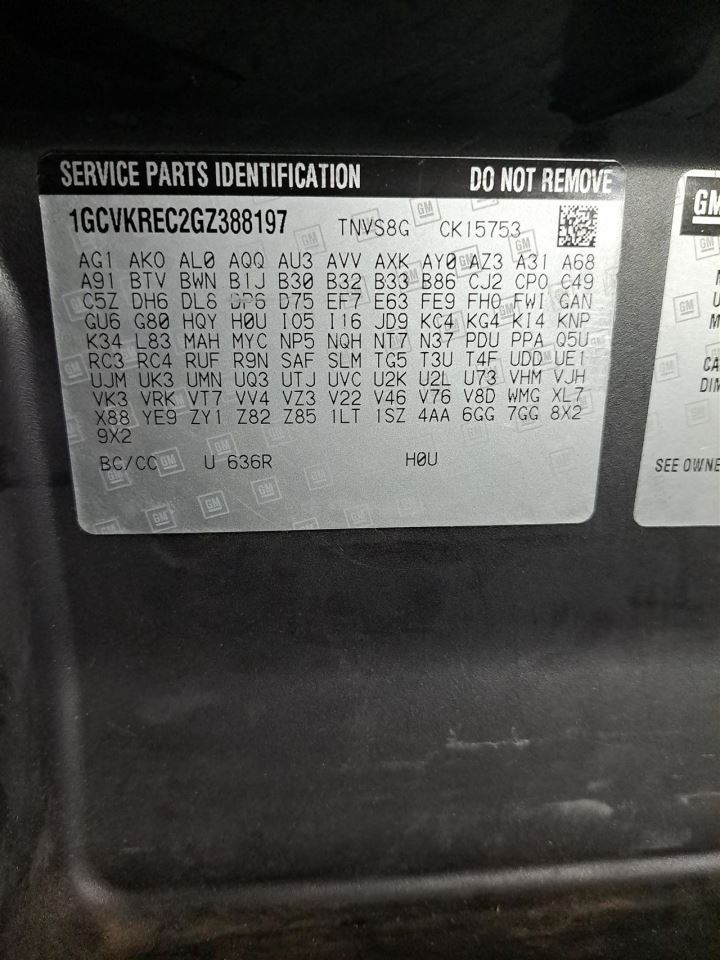 SERVICE PARTS IDENTIFICATION DO NOT REMOVE
1GCVKREC2GZ388197 TNVS8G CK15753
AG1 AKO AL0 AQQ AU3 AVV AXK AY0 AZ3 A31 A68
A91 BTV BWN B1J B30 B32 B33 B86 CJ2 CPO C49
C5Z DH6 DL8 DP6 D75 EF7 E63 FE9 FHO FWI GAN
GU6 G80 HQY H0U IO5 I16 JD9 KC4 KG4 KI4 KNP
K34 L83 MAH MYC NP5 NQH NT7 N37 PDU PPA Q5U
RC3 RC4 RUF R9N SAF SLM TG5 T3U T4F UDD UE1
UJM UK3 UMN UQ3 UTJ UVC U2K U2L U73 VHM VJH
VK3 VRK VT7 VV4 VZ3 V22 V46 V76 V8D WMG XL7
X88 YE9 ZY1 Z82 Z85 1LT 1SZ 4AA 6GG 7GG 8X2
9X2
BC/CC U 636R H0U
GM
SEE OWNE